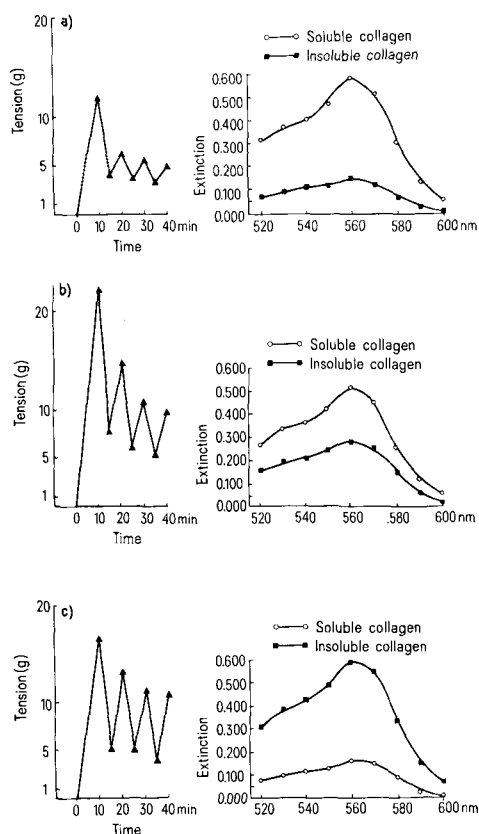 a)
20
10
5
1
Tension (g)
0 10 20 30 40 min
Time
Soluble collagen
Insoluble collagen
0.600
0.500
0.400
0.300
0.200
0.100
0.000
Extinction
520 540 560 580 600 nm
b)
20
10
5
1
Tension (g)
0 10 20 30 40 min
Time
Soluble collagen
Insoluble collagen
0.600
0.500
0.400
0.300
0.200
0.100
0.000
Extinction
520 540 560 .580 600 nm
c)
20
10
5
1
Tension (g)
0 10 20 30 40 min
Time
Soluble collagen
Insoluble collagen
0.600
0.500
0.400
0.300
0.200
0.100
0.000
Extinction
520 540 560 580 600 nm